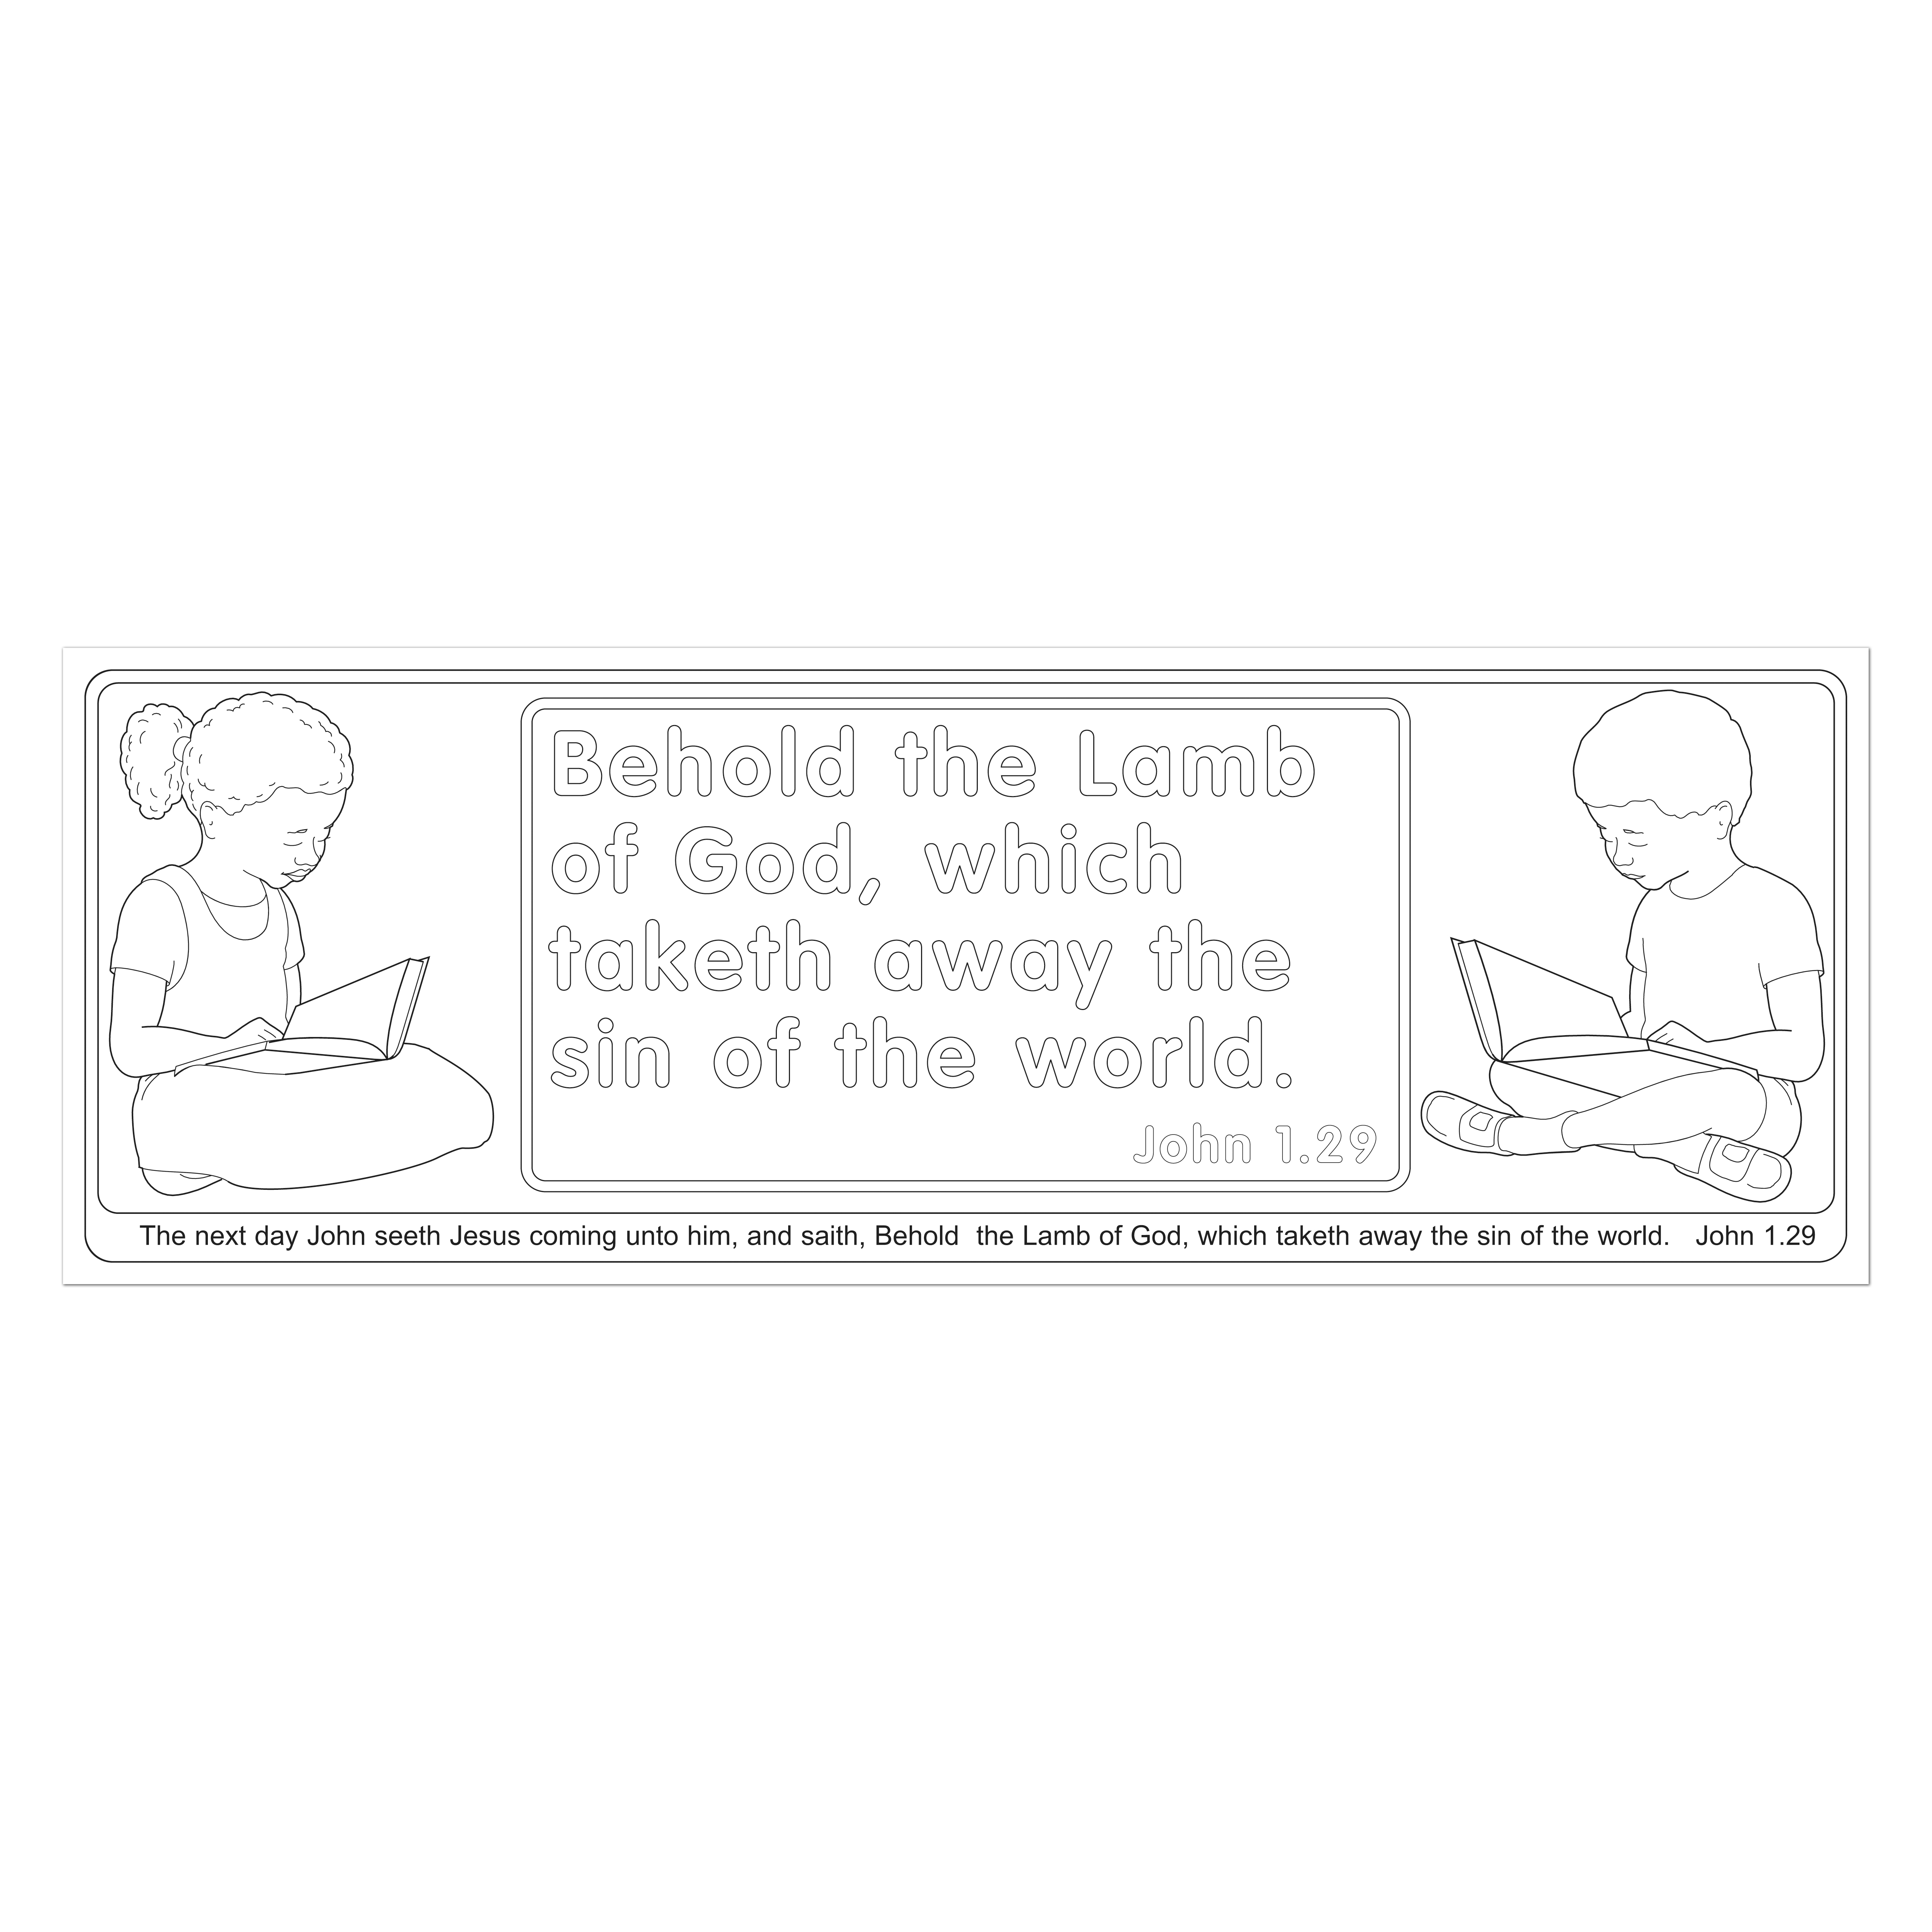 Behold the Lamb
of God, which
taketh away the
sin of the world.
John 1.29
The next day John seeth Jesus coming unto him, and saith, Behold  the Lamb of God, which taketh away the sin of the world.   John 1.29